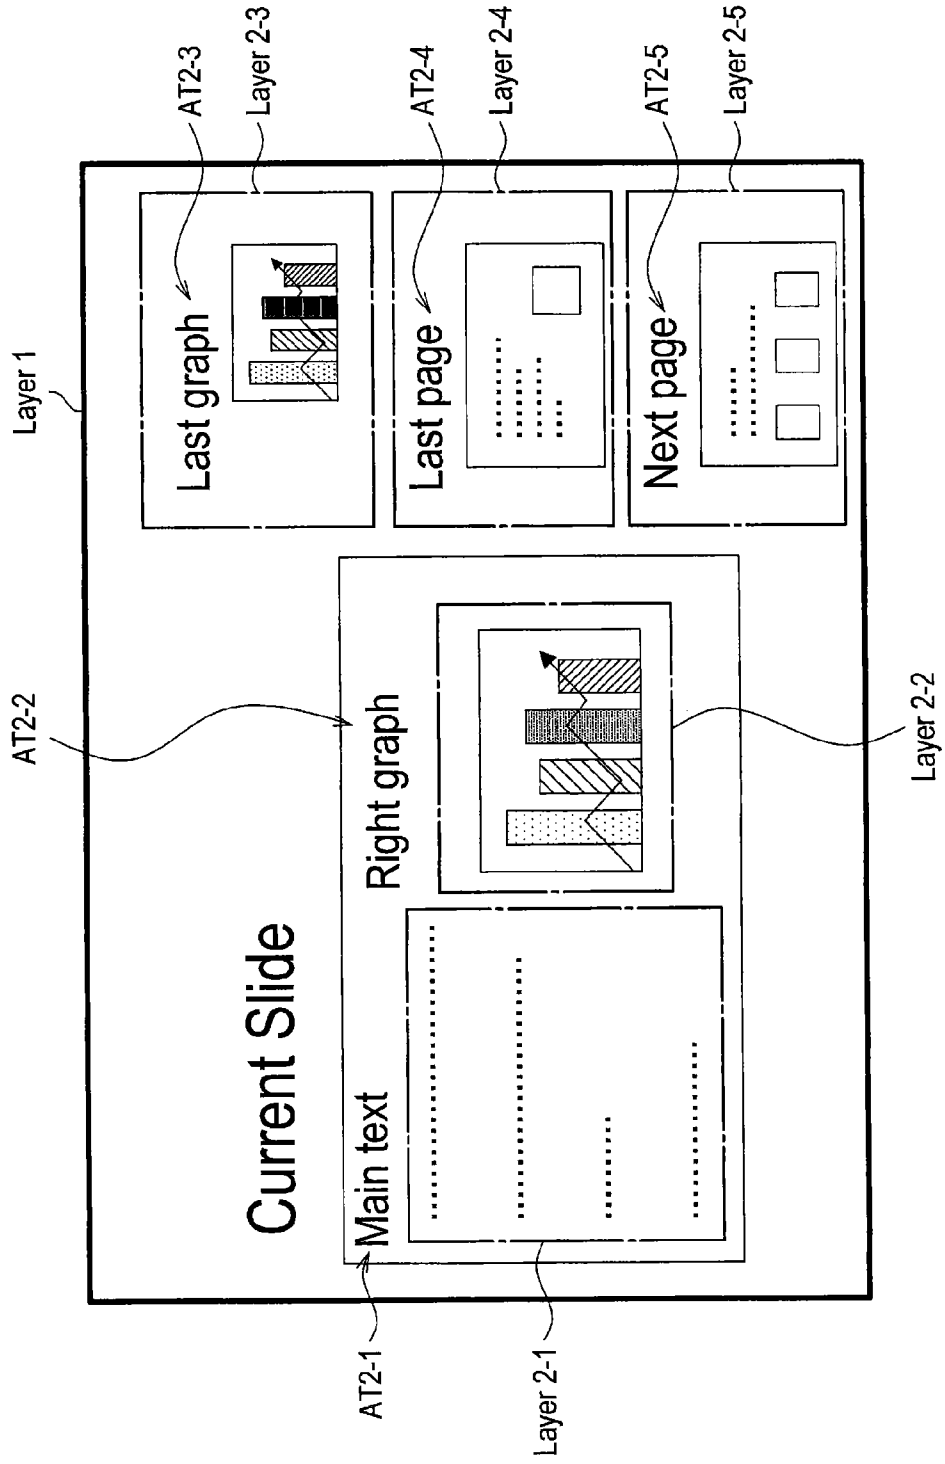 Layer 1
Current Slide
AT2-1
Main text
Layer 2-1
AT2-2
Right graph
Layer 2-2
AT2-3
Last graph
Layer 2-3
AT2-4
Last page
Layer 2-4
AT2-5
Next page
Layer 2-5